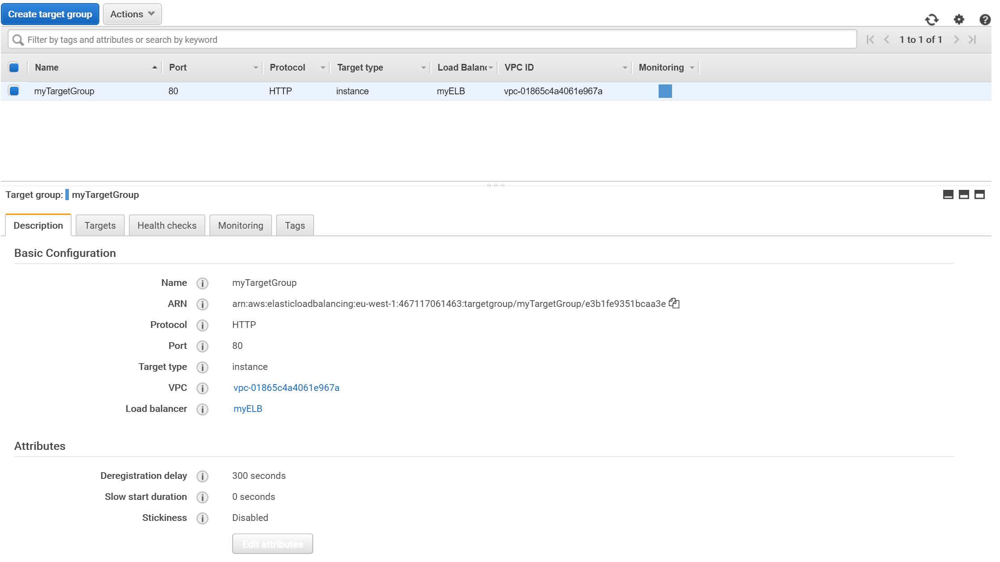 Create target group Actions
Filter by tags and attributes or search by keyword 1 to 1 of 1
Name Port Protocol Target type Load Balanc VPC ID Monitoring
myTargetGroup 80 HTTP instance myELB vpc-01865c4a4061e967a
Target group: myTargetGroup
Description Targets Health checks Monitoring Tags
Basic Configuration
Name myTargetGroup
ARN arn:aws:elasticloadbalancing:eu-west-1:467117061463:targetgroup/myTargetGroup/e3b1fe9351bcaa3e
Protocol HTTP
Port 80
Target type instance
VPC vpc-01865c4a4061e967a
Load balancer myELB
Attributes
Deregistration delay 300 seconds
Slow start duration 0 seconds
Stickiness Disabled
Edit attributes